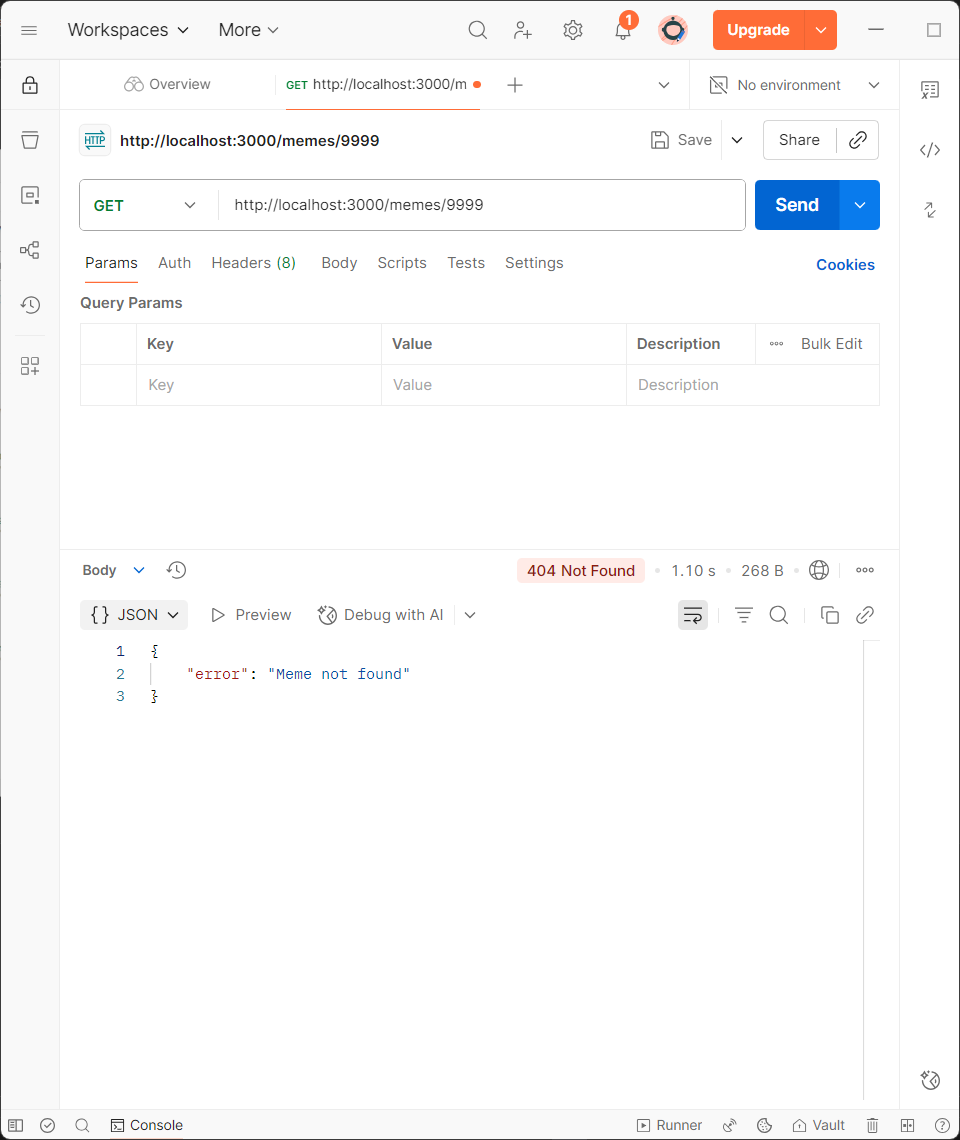 Workspaces More 1 Upgrade
Overview GET http://localhost:3000/m No environment
HTTP http://localhost:3000/memes/9999 Save Share
GET http://localhost:3000/memes/9999 Send
Params Auth Headers (8) Body Scripts Tests Settings Cookies
Query Params
Key Value Description Bulk Edit
Key Value Description
Body 404 Not Found 1.10 s 268 B
{} JSON Preview Debug with AI
1 {
2 "error": "Meme not found"
3 }
Console Runner Vault